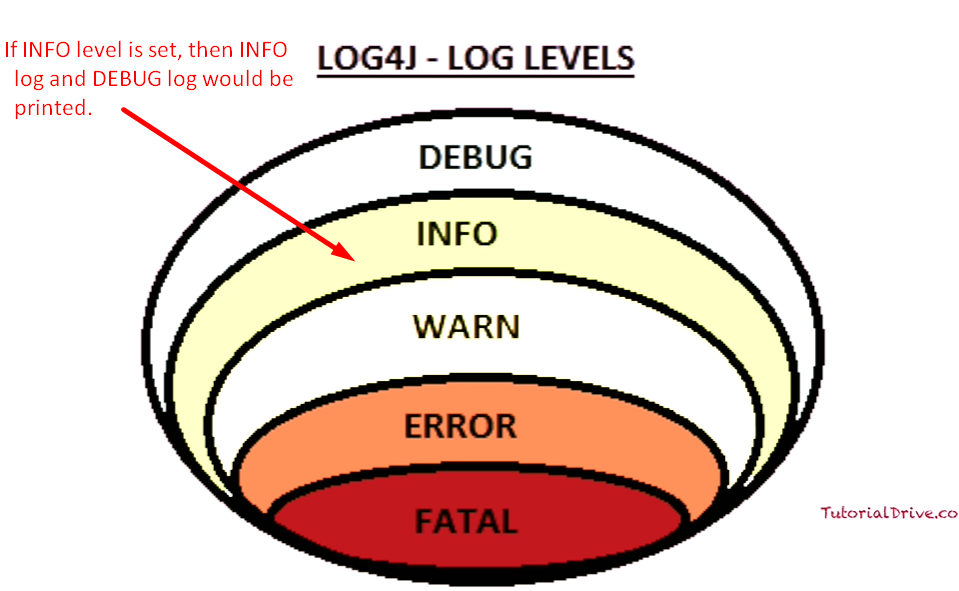 If INFO level is set, then INFO
log and DEBUG log would be
printed.
LOG4J - LOG LEVELS
DEBUG
INFO
WARN
ERROR
FATAL
TutorialDrive.co